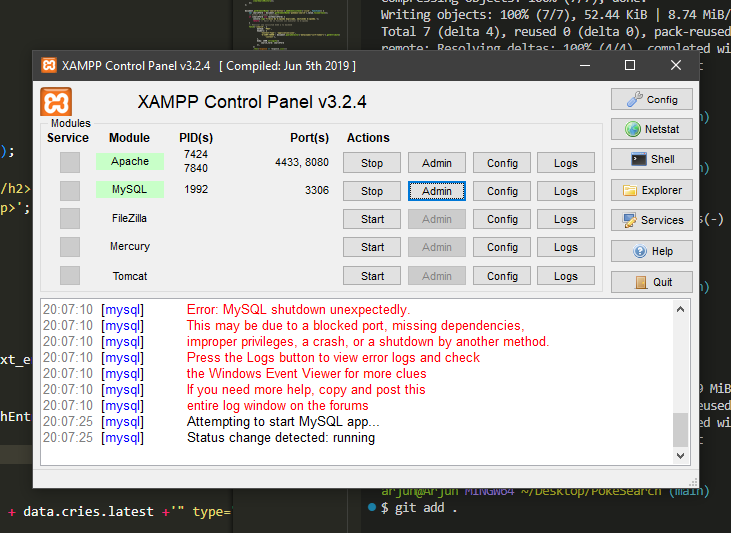 Compressing objects: 100% (7/7), done.
Writing objects: 100% (7/7), 52.44 KiB | 8.74 MiB/
Total 7 (delta 4), reused 0 (delta 0), pack-reused
remote: Resolving deltas: 100% (4/4), completed wi
XAMPP Control Panel v3.2.4 [ Compiled: Jun 5th 2019 ]
XAMPP Control Panel v3.2.4
Config
Modules
Service Module PID(s) Port(s) Actions
Netstat
Apache 7424 7840 4433, 8080 Stop Admin Config Logs
Shell
MySQL 1992 3306 Stop Admin Config Logs
Explorer
FileZilla Start Admin Config Logs
Services
Mercury Start Admin Config Logs
Help
Tomcat Start Admin Config Logs
Quit
);
/h2>
p>';
n)
n)
s(-)
n)
20:07:10 [mysql] Error: MySQL shutdown unexpectedly.
20:07:10 [mysql] This may be due to a blocked port, missing dependencies,
20:07:10 [mysql] improper privileges, a crash, or a shutdown by another method.
20:07:10 [mysql] Press the Logs button to view error logs and check
20:07:10 [mysql] the Windows Event Viewer for more clues
20:07:10 [mysql] If you need more help, copy and post this
20:07:10 [mysql] entire log window on the forums
20:07:25 [mysql] Attempting to start MySQL app...
20:07:25 [mysql] Status change detected: running
xt_e
hEnt
9 MiB
eused
d wi
t
arjun@Arjun MINGW64 ~/Desktop/PokeSearch (main)
$ git add .
+ data.cries.latest +'" type='